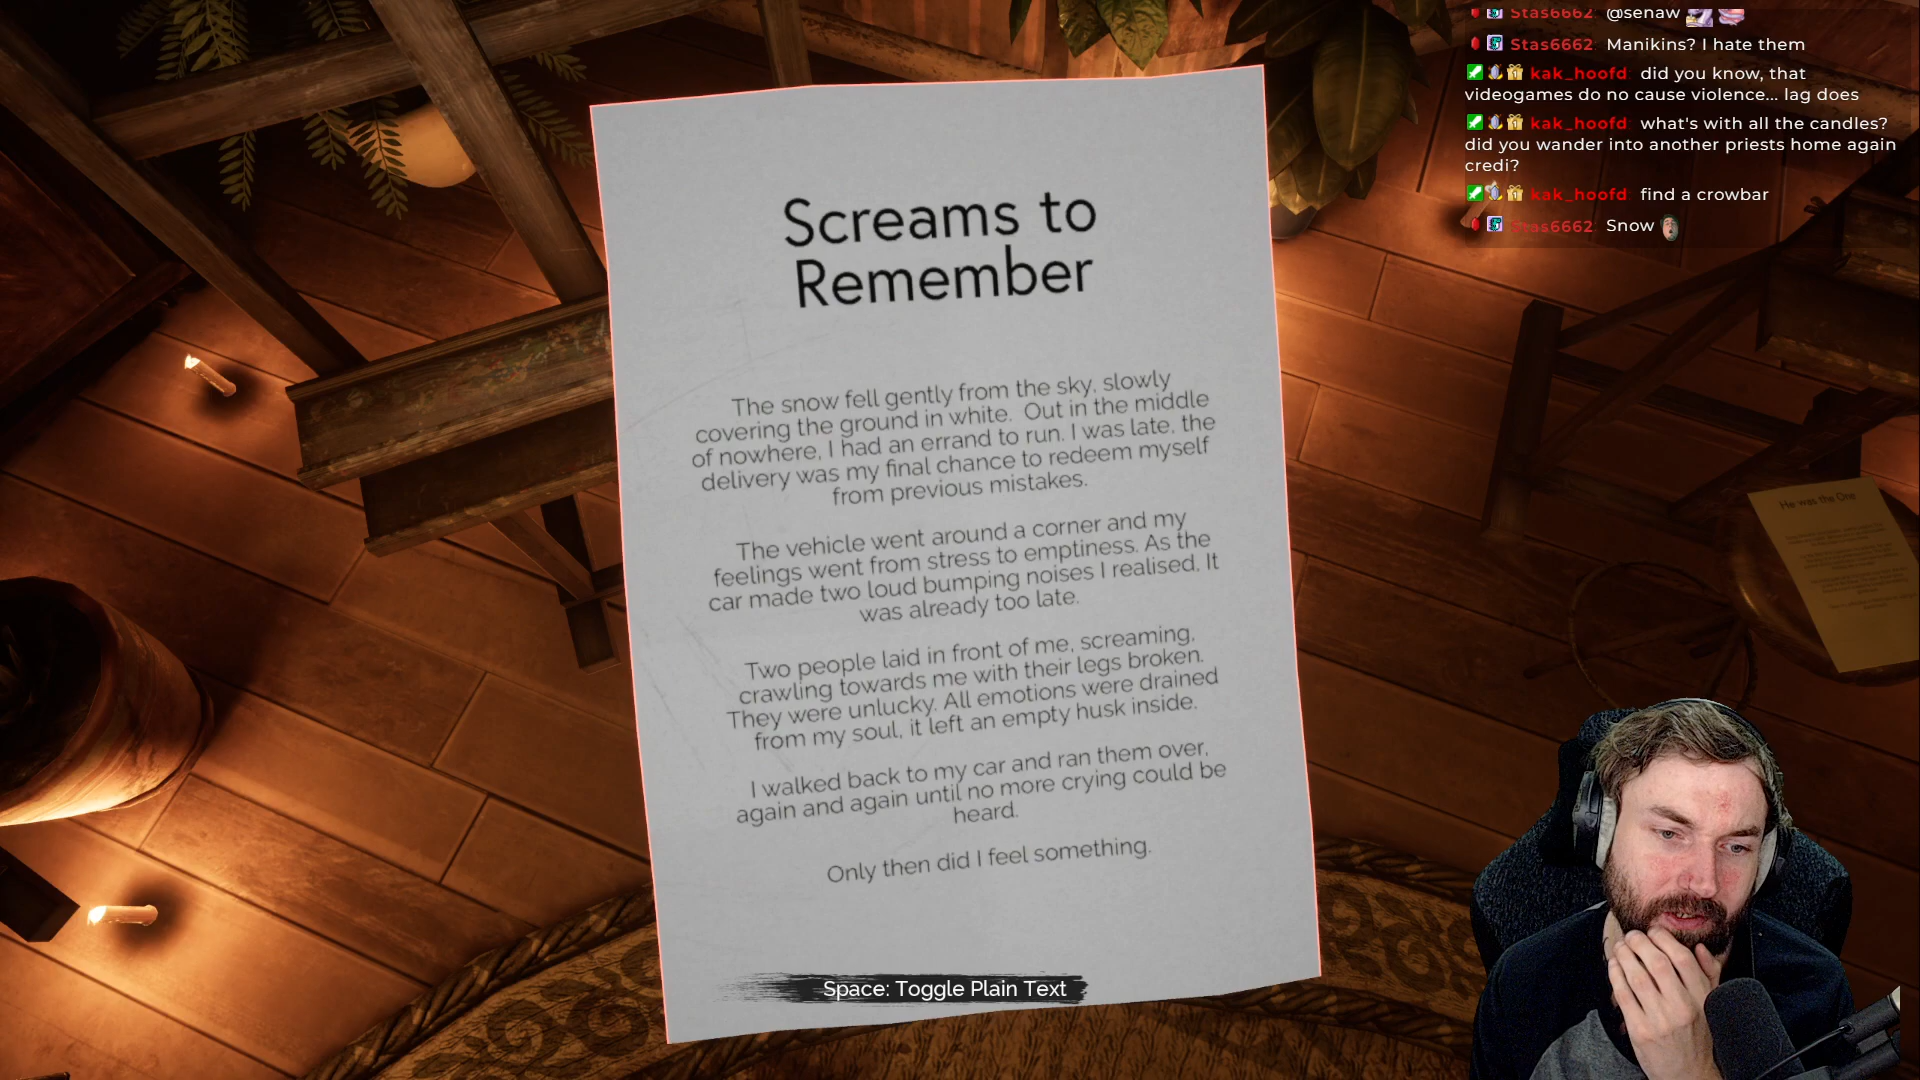 Screams to
Remember
The snow fell gently from the sky, slowly
covering the ground in white. Out in the middle
of nowhere, I had an errand to run. I was late, the
delivery was my final chance to redeem myself
from previous mistakes.
The vehicle went around a corner and my
feelings went from stress to emptiness. As the
car made two loud bumping noises I realised. It
was already too late.
Two people laid in front of me, screaming,
crawling towards me with their legs broken.
They were unlucky. All emotions were drained
from my soul, it left an empty husk inside.
I walked back to my car and ran them over,
again and again until no more crying could be
heard.
Only then did I feel something.
Space: Toggle Plain Text
Stas6662: @senaw
Stas6662: Manikins? I hate them
kak_hoofd: did you know, that
videogames do no cause violence... lag does
kak_hoofd: what's with all the candles?
did you wander into another priests home again
credi?
kak_hoofd: find a crowbar
Stas6662: Snow
He was the One